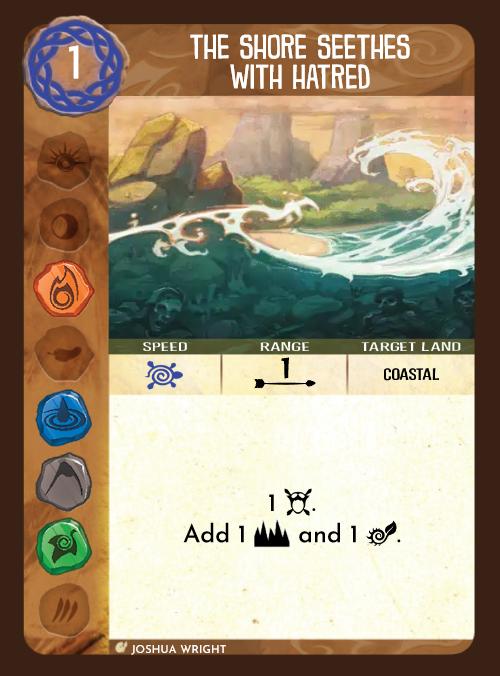 1
THE SHORE SEETHES
WITH HATRED
SPEED RANGE TARGET LAND
1 COASTAL
1 .
Add 1 and 1 .
JOSHUA WRIGHT